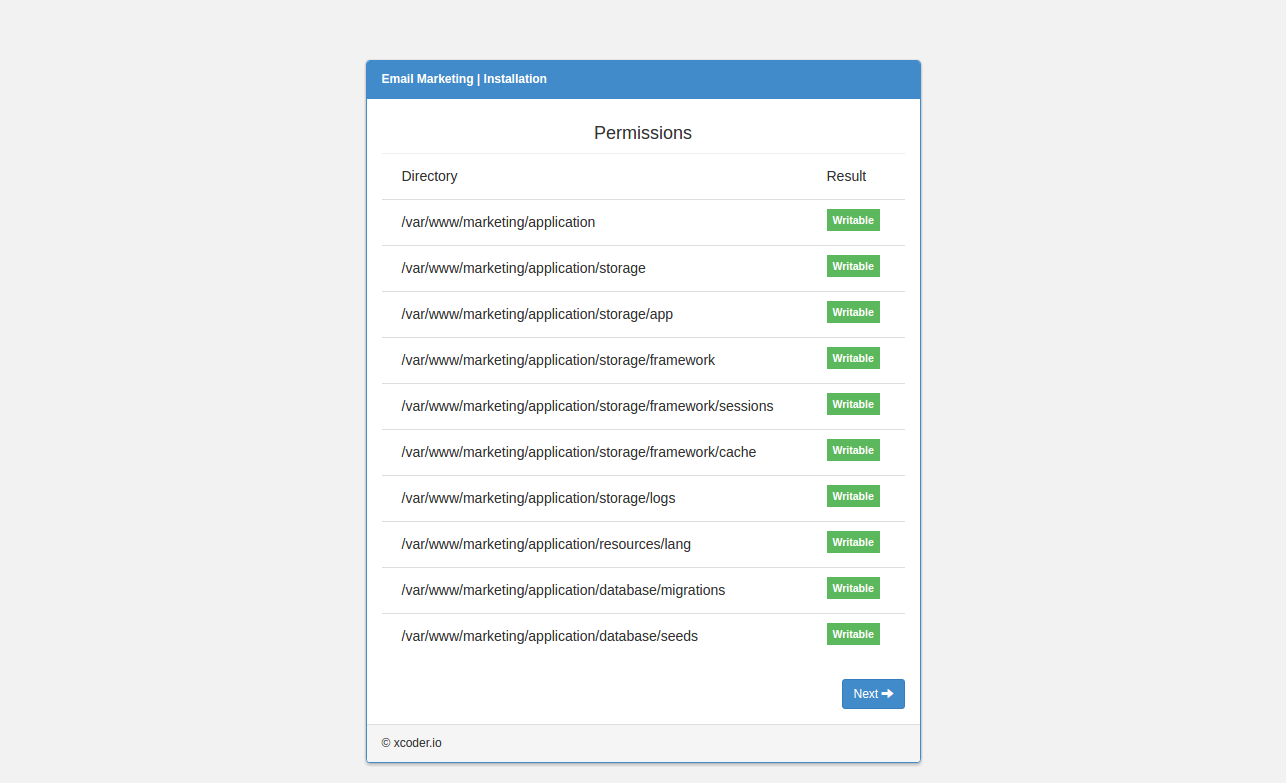 Email Marketing | Installation
Permissions
Directory Result
/var/www/marketing/application Writable
/var/www/marketing/application/storage Writable
/var/www/marketing/application/storage/app Writable
/var/www/marketing/application/storage/framework Writable
/var/www/marketing/application/storage/framework/sessions Writable
/var/www/marketing/application/storage/framework/cache Writable
/var/www/marketing/application/storage/logs Writable
/var/www/marketing/application/resources/lang Writable
/var/www/marketing/application/database/migrations Writable
/var/www/marketing/application/database/seeds Writable
Next
© xcoder.io